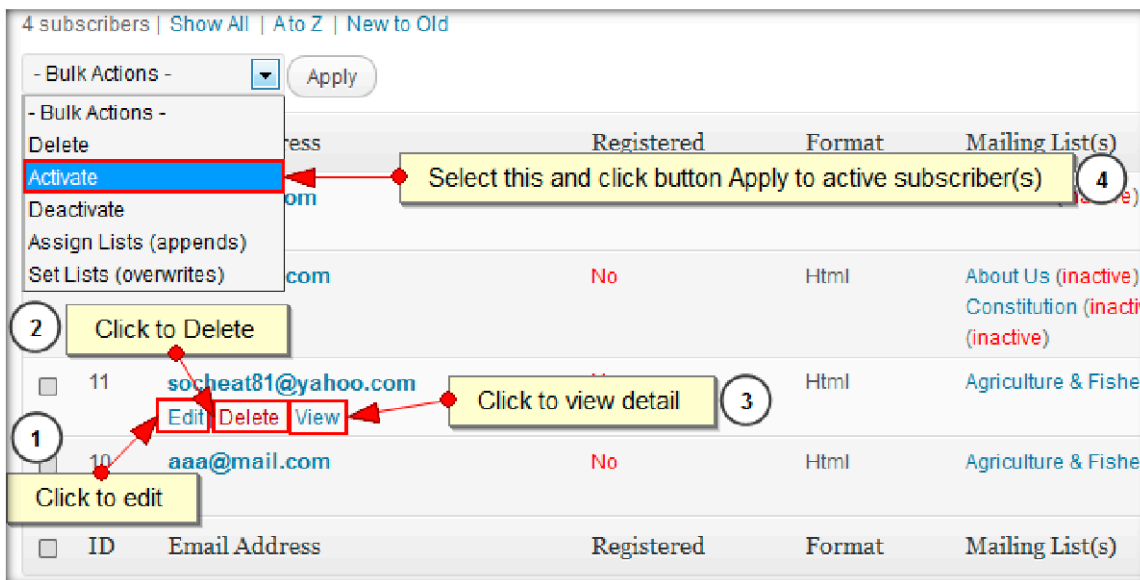 4 subscribers | Show All | A to Z | New to Old
- Bulk Actions -
Apply
- Bulk Actions -
Delete
Activate
Deactivate
Assign Lists (appends)
Set Lists (overwrites)
ress Registered Format Mailing List(s)
Select this and click button Apply to active subscriber(s)
4
om
.com No Html About Us (inactive)
Constitution (inacti
(inactive)
2
Click to Delete
11 socheat81@yahoo.com Html Agriculture & Fishe
Edit Delete View
Click to view detail
3
1
10 aaa@mail.com No Html Agriculture & Fishe
Click to edit
ID Email Address Registered Format Mailing List(s)